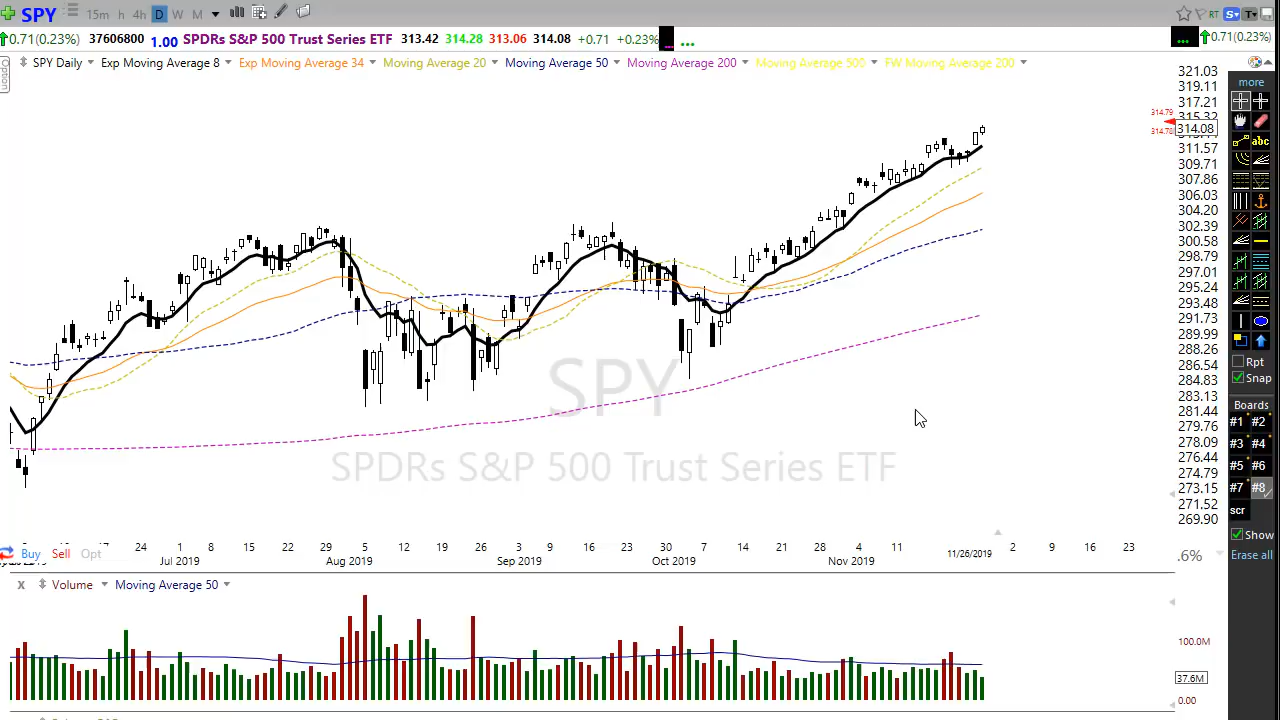 SPY 15m h 4h D W M RT S T
0.71(0.23%) 37606800 1.00 SPDRs S&P 500 Trust Series ETF 313.42 314.28 313.06 314.08 +0.71 +0.23% ... 0.71(0.23%)
Option
SPY Daily Exp Moving Average 8 Exp Moving Average 34 Moving Average 20 Moving Average 50 Moving Average 200 Moving Average 500 FW Moving Average 200
321.03
319.11
317.21
315.32
314.79
314.08
314.78
311.57
309.71
307.86
306.03
304.20
302.39
300.58
298.79
297.01
295.24
293.48
291.73
289.99
288.26
286.54
284.83
283.13
281.44
279.76
278.09
276.44
274.79
273.15
271.52
269.90
SPY
SPDRs S&P 500 Trust Series ETF
more
abc
Rpt
Snap
Boards
#1 #2
#3 #4
#5 #6
#7 #8
scr
Show
Erase all
Buy Sell Opt
24 1 8 15 22 29 5 12 19 26 3 9 16 23 30 7 14 21 28 4 11 11/26/2019 2 9 16 23
Jul 2019 Aug 2019 Sep 2019 Oct 2019 Nov 2019
.6%
X Volume Moving Average 50
100.0M
37.6M
0.00